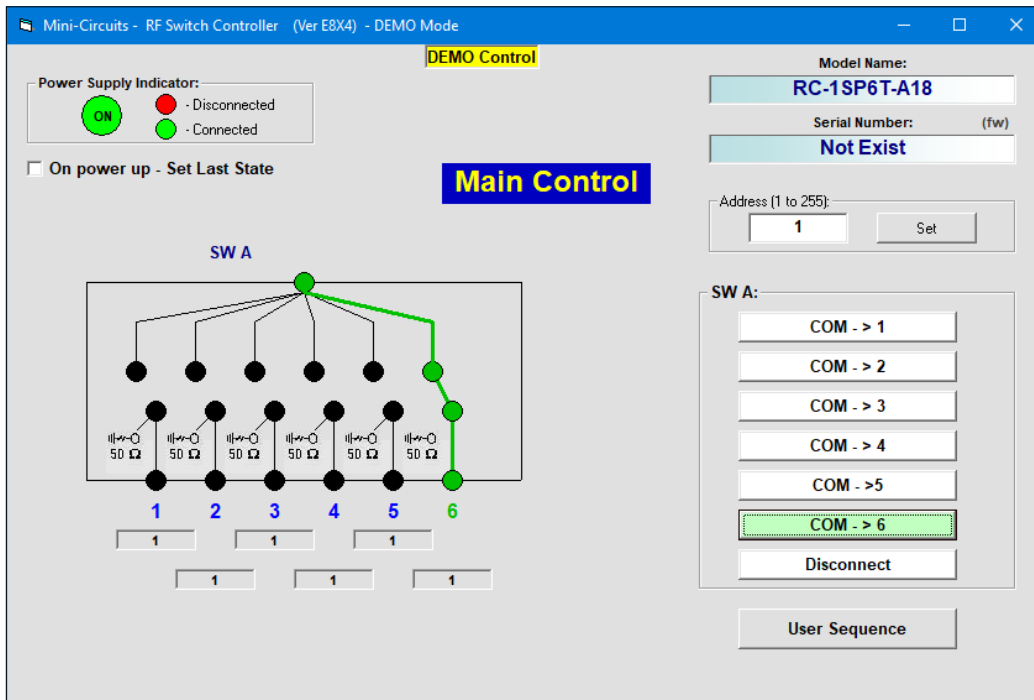 Mini-Circuits - RF Switch Controller (Ver E8X4) - DEMO Mode
DEMO Control
Power Supply Indicator:
ON
- Disconnected
- Connected
On power up - Set Last State
Main Control
Model Name:
RC-1SP6T-A18
Serial Number: (fw)
Not Exist
Address (1 to 255):
1 Set
SW A
50 Ω 50 Ω 50 Ω 50 Ω 50 Ω 50 Ω
1 2 3 4 5 6
1 1 1
1 1 1
SW A:
COM - > 1
COM - > 2
COM - > 3
COM - > 4
COM - >5
COM - > 6
Disconnect
User Sequence